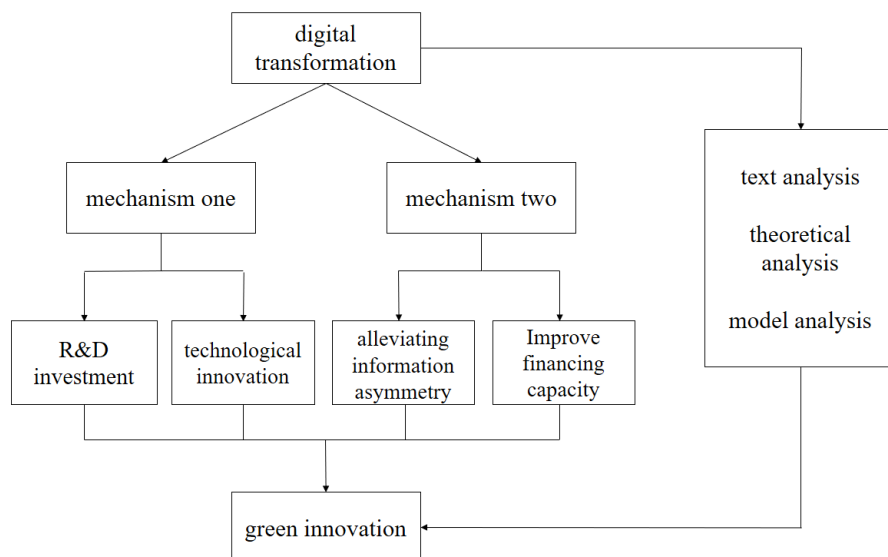 digital
transformation
mechanism one
mechanism two
text analysis
theoretical
analysis
model analysis
R&D
investment
technological
innovation
alleviating
information
asymmetry
Improve
financing
capacity
green innovation